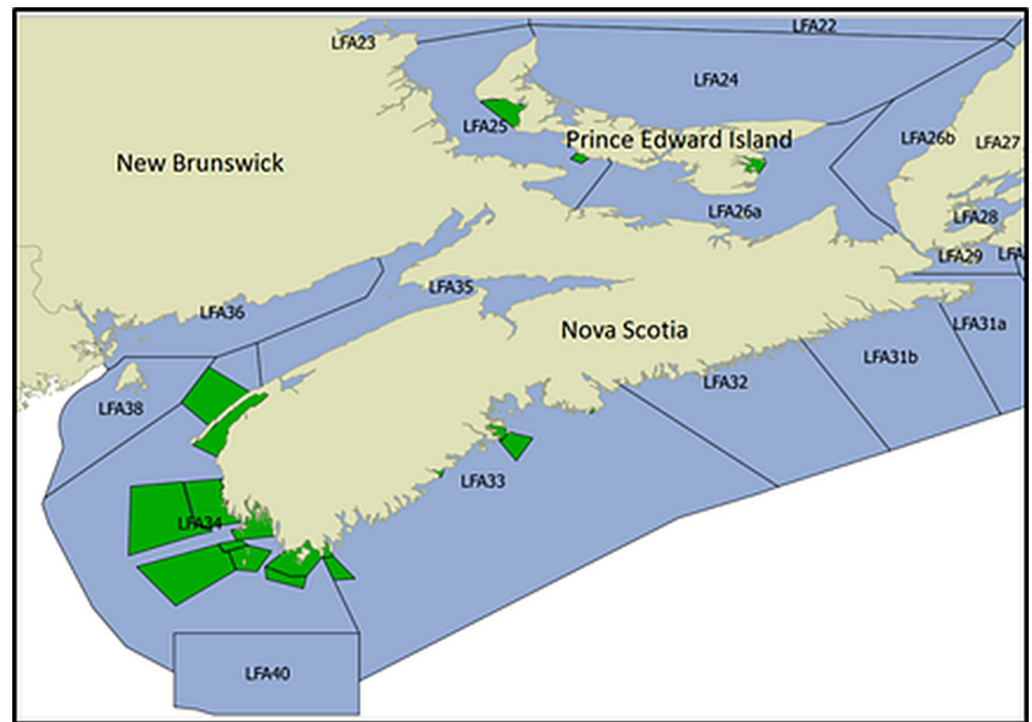 LFA22
LFA23
LFA24
LFA25
Prince Edward Island
LFA26b
LFA27
New Brunswick
LFA26a
LFA28
LFA29
LFA
LFA35
LFA36
Nova Scotia
LFA31a
LFA31b
LFA32
LFA38
LFA33
LFA34
LFA40